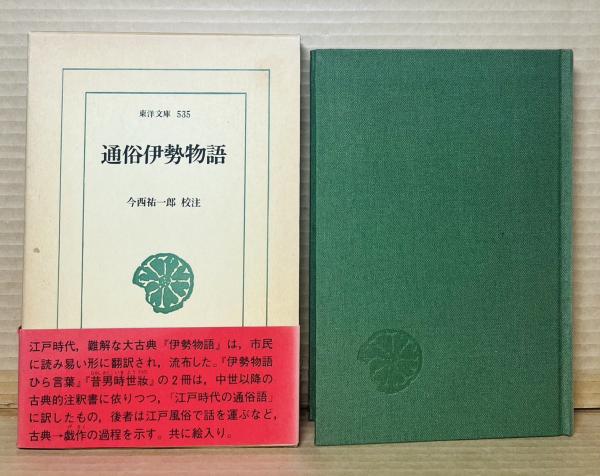 東洋文庫 535
通俗伊勢物語
今西祐一郎 校注
江戸時代，難解な大古典『伊勢物語』は，市民
に読み易い形に翻訳され，流布した。『伊勢物語
ひら言葉』『昔男時世妝』の2冊は，中世以降の
古典的注釈書に依りつつ，「江戸時代の通俗語」
に訳したもの，後者は江戸風俗で話を運ぶなど，
古典→戯作の過程を示す。共に絵入り。